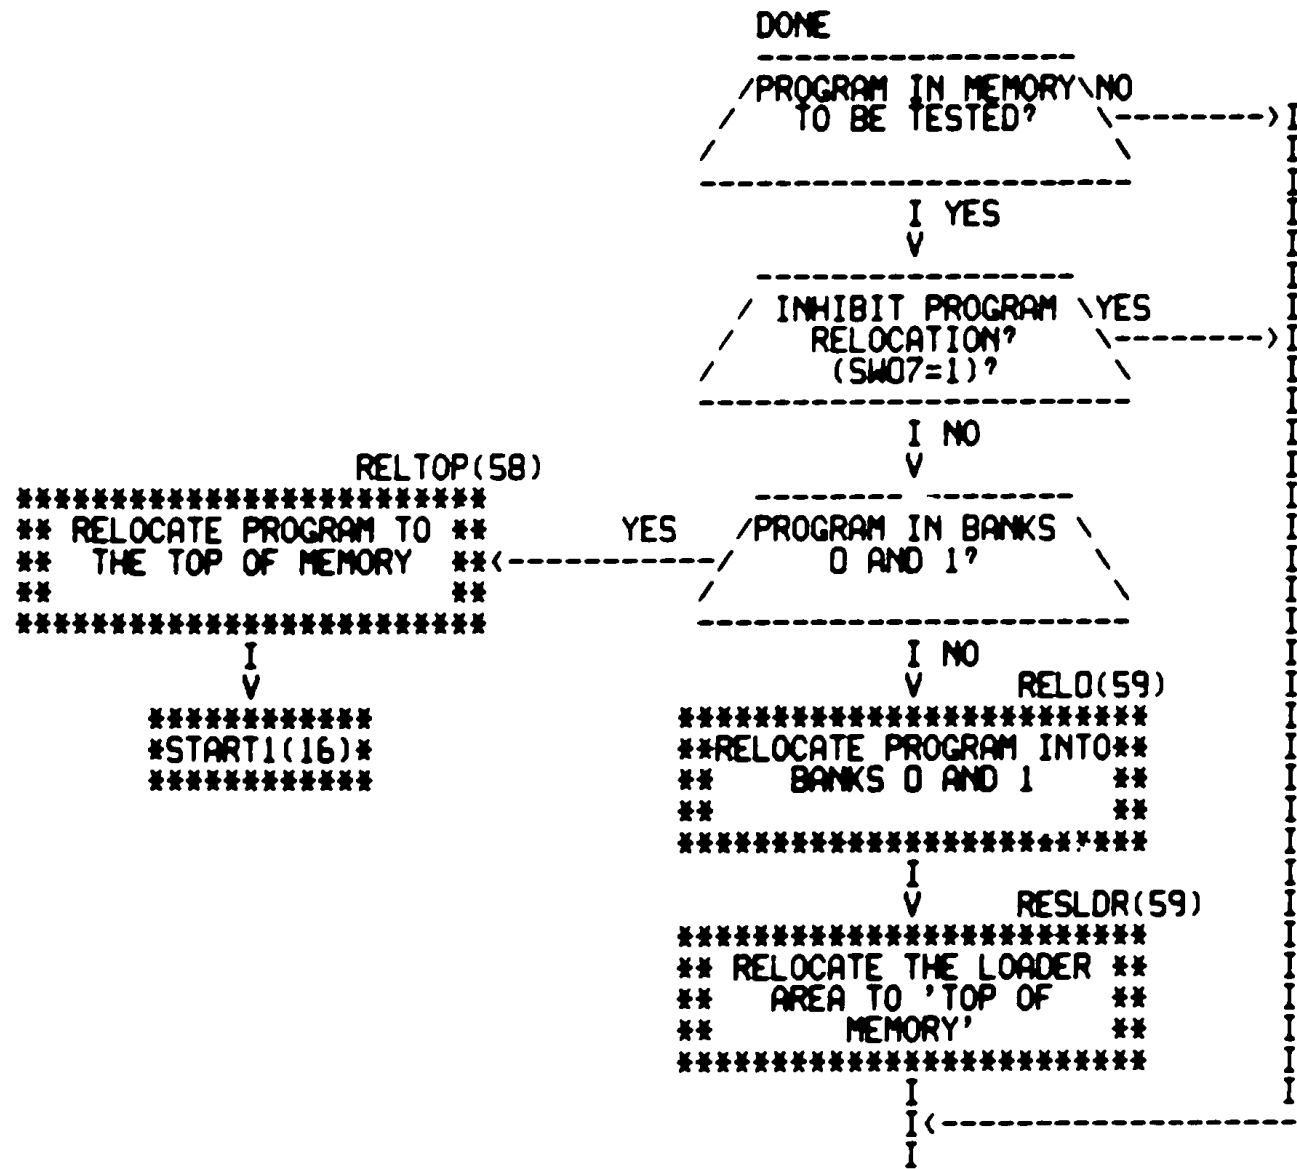 DONE
PROGRAM IN MEMORY NO
TO BE TESTED?
YES
INHIBIT PROGRAM YES
RELOCATION?
(SW07=1)?
NO
RELTOP(58)
RELOCATE PROGRAM TO
THE TOP OF MEMORY
YES
PROGRAM IN BANKS
0 AND 1?
NO
START1(16)
REL0(59)
RELOCATE PROGRAM INTO
BANKS 0 AND 1
RESLDR(59)
RELOCATE THE LOADER
AREA TO 'TOP OF
MEMORY'